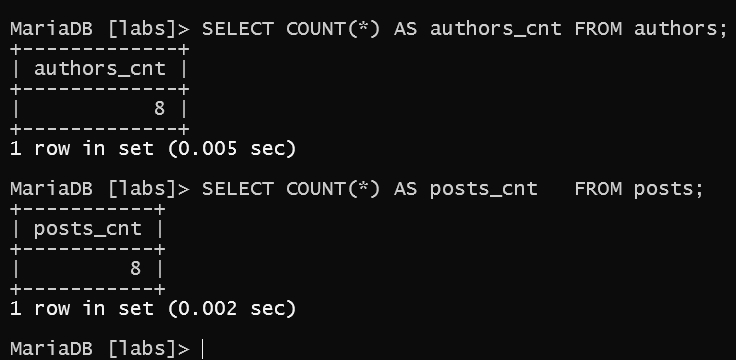 MariaDB [labs]> SELECT COUNT(*) AS authors_cnt FROM authors;
+-------------+
| authors_cnt |
+-------------+
|           8 |
+-------------+
1 row in set (0.005 sec)

MariaDB [labs]> SELECT COUNT(*) AS posts_cnt   FROM posts;
+-----------+
| posts_cnt |
+-----------+
|         8 |
+-----------+
1 row in set (0.002 sec)

MariaDB [labs]>